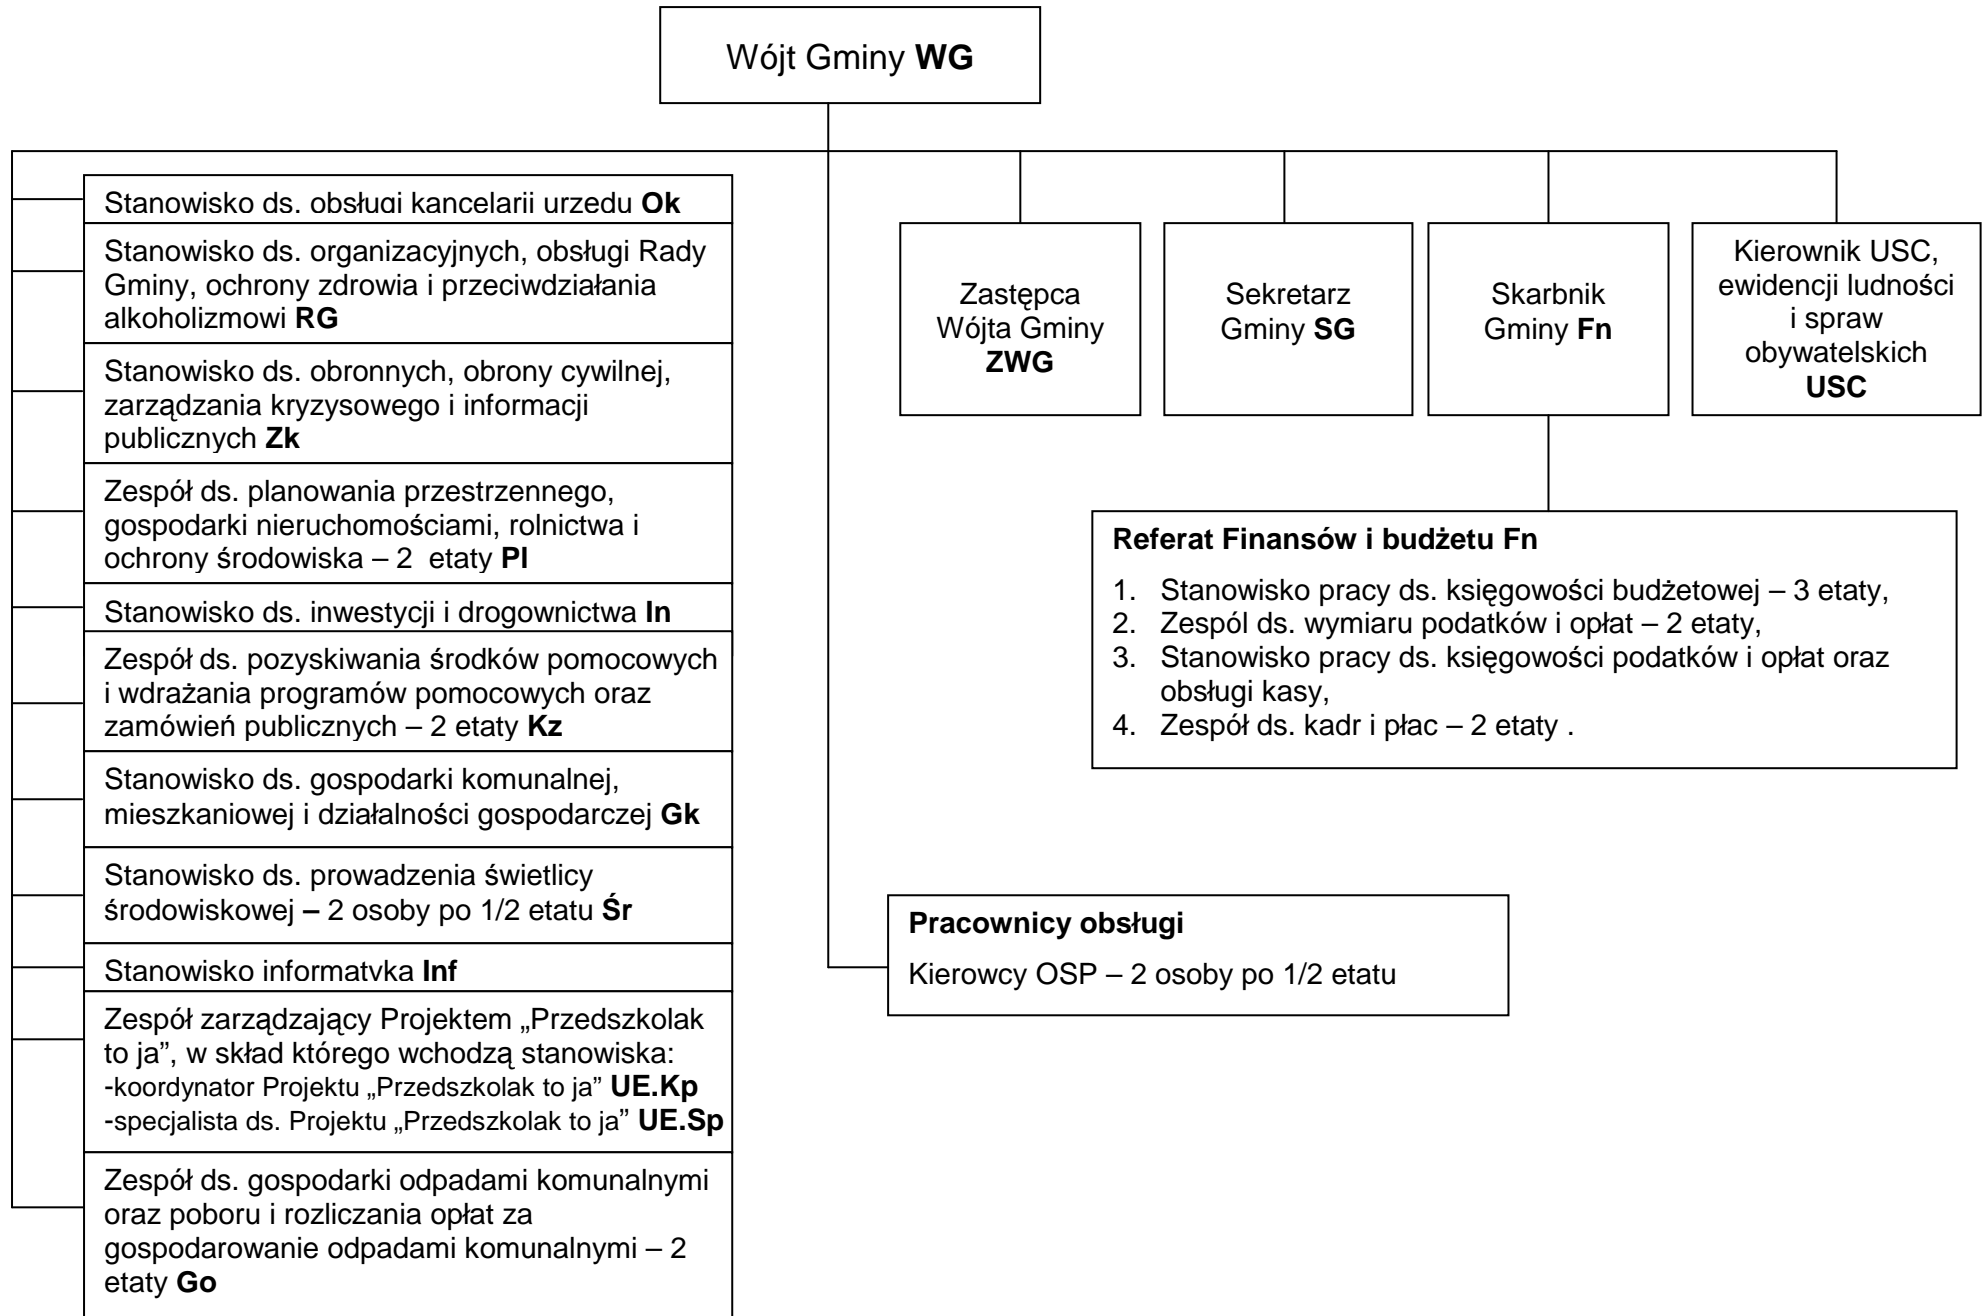 Wójt Gminy WG
Stanowisko ds. obsługi kancelarii urzedu Ok
Stanowisko ds. organizacyjnych, obsługi Rady
Gminy, ochrony zdrowia i przeciwdziałania
alkoholizmowi RG
Stanowisko ds. obronnych, obrony cywilnej,
zarządzania kryzysowego i informacji
publicznych Zk
Zespół ds. planowania przestrzennego,
gospodarki nieruchomościami, rolnictwa i
ochrony środowiska – 2 etaty Pl
Stanowisko ds. inwestycji i drogownictwa In
Zespół ds. pozyskiwania środków pomocowych
i wdrażania programów pomocowych oraz
zamówień publicznych – 2 etaty Kz
Stanowisko ds. gospodarki komunalnej,
mieszkaniowej i działalności gospodarczej Gk
Stanowisko ds. prowadzenia świetlicy
środowiskowej – 2 osoby po 1/2 etatu Śr
Stanowisko informatyka Inf
Zespół zarządzający Projektem „Przedszkolak
to ja”, w skład którego wchodzą stanowiska:
-koordynator Projektu „Przedszkolak to ja” UE.Kp
-specjalista ds. Projektu „Przedszkolak to ja” UE.Sp
Zespół ds. gospodarki odpadami komunalnymi
oraz poboru i rozliczania opłat za
gospodarowanie odpadami komunalnymi – 2
etaty Go
Zastępca
Wójta Gminy
ZWG
Sekretarz
Gminy SG
Skarbnik
Gminy Fn
Kierownik USC,
ewidencji ludności
i spraw
obywatelskich
USC
Referat Finansów i budżetu Fn
1. Stanowisko pracy ds. księgowości budżetowej – 3 etaty,
2. Zespól ds. wymiaru podatków i opłat – 2 etaty,
3. Stanowisko pracy ds. księgowości podatków i opłat oraz
obsługi kasy,
4. Zespół ds. kadr i płac – 2 etaty .
Pracownicy obsługi
Kierowcy OSP – 2 osoby po 1/2 etatu